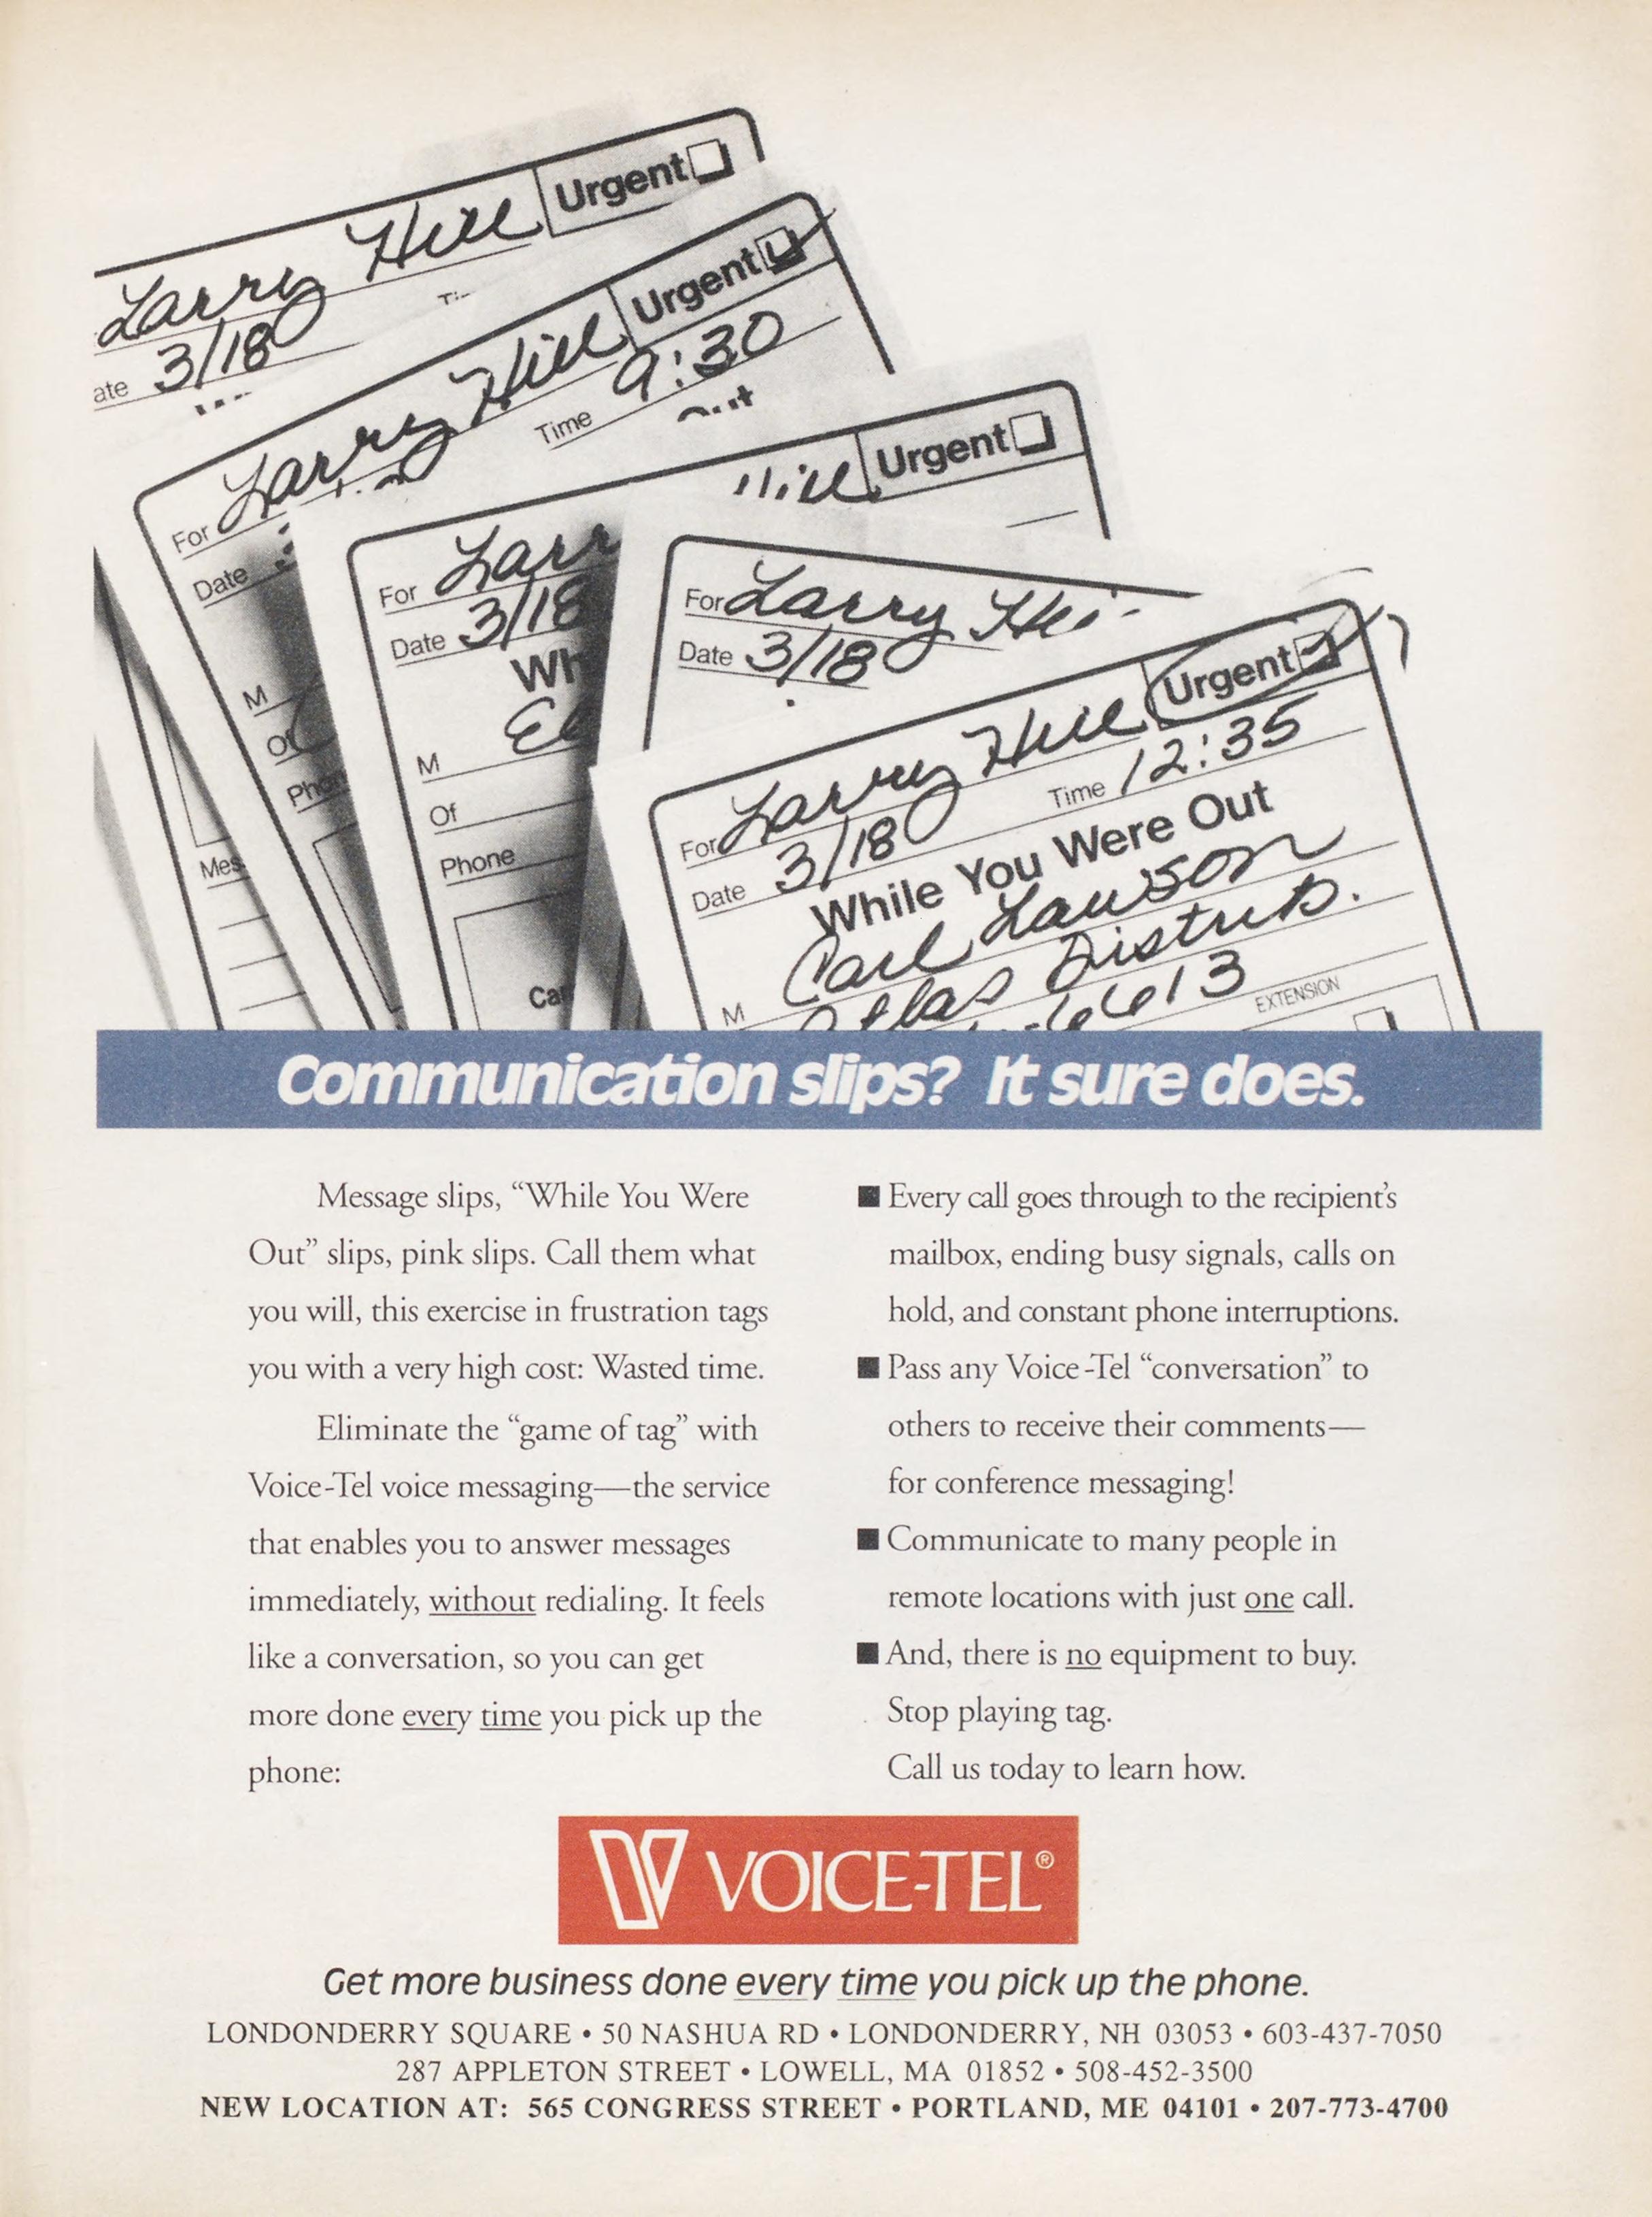 Larry Hill Urgent
ate 3/18
For Larry Hill Urgent
Date
Time 9:30
M
Of
Phon
Mes
For Larr
Urgent
Date 3/18
Wh
M
Of
Phone
For Larry
Date 3/18
For Larry Hill Urgent
Date 3/18 Time 12:35
While You Were Out
M Carl Lawson
Atlas Distrib.
6613
EXTENSION
Communication slips? It sure does.
Message slips, “While You Were
Out” slips, pink slips. Call them what
you will, this exercise in frustration tags
you with a very high cost: Wasted time.
Eliminate the “game of tag” with
Voice-Tel voice messaging—the service
that enables you to answer messages
immediately, without redialing. It feels
like a conversation, so you can get
more done every time you pick up the
phone:
■ Every call goes through to the recipient's
mailbox, ending busy signals, calls on
hold, and constant phone interruptions.
■ Pass any Voice-Tel “conversation” to
others to receive their comments—
for conference messaging!
■ Communicate to many people in
remote locations with just one call.
■ And, there is no equipment to buy.
Stop playing tag.
Call us today to learn how.
VOICE-TEL®
Get more business done every time you pick up the phone.
LONDONDERRY SQUARE • 50 NASHUA RD • LONDONDERRY, NH 03053 • 603-437-7050
287 APPLETON STREET • LOWELL, MA 01852 • 508-452-3500
NEW LOCATION AT: 565 CONGRESS STREET • PORTLAND, ME 04101 • 207-773-4700